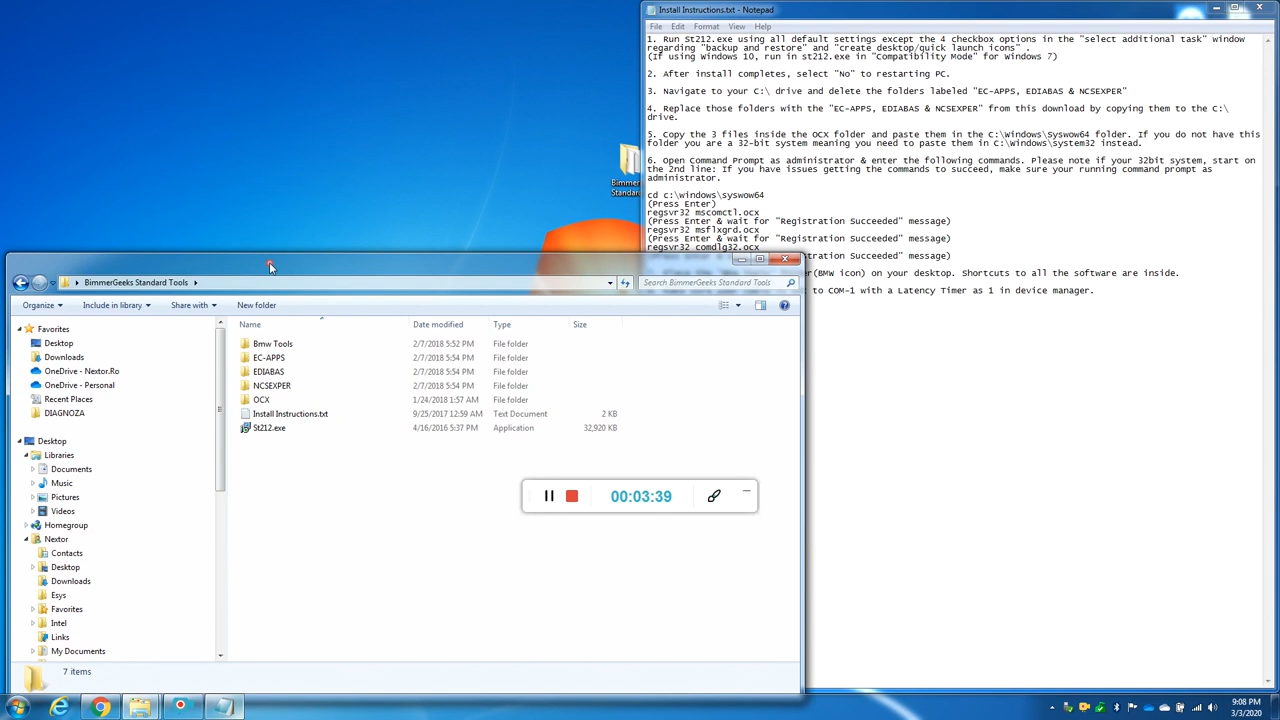 Install Instructions.txt - Notepad
File Edit Format View Help
1. Run St212.exe using all default settings except the 4 checkbox options in the "select additional task" window
regarding "backup and restore" and "create desktop/quick launch icons" .
(If using Windows 10, run in st212.exe in "Compatibility Mode" for Windows 7)
2. After install completes, select "No" to restarting PC.
3. Navigate to your C:\ drive and delete the folders labeled "EC-APPS, EDIABAS & NCSEXPER"
4. Replace those folders with the "EC-APPS, EDIABAS & NCSEXPER" from this download by copying them to the C:\
drive.
5. Copy the 3 files inside the OCX folder and paste them in the C:\Windows\Syswow64 folder. If you do not have this
folder you are a 32-bit system meaning you need to paste them in C:\Windows\system32 instead.
6. Open Command Prompt as administrator & enter the following commands. Please note if your 32bit system, start on
the 2nd line: If you have issues getting the commands to succeed, make sure your running command prompt as
administrator.
cd c:\windows\syswow64
(Press Enter)
regsvr32 mscomctl.ocx
(Press Enter & wait for "Registration Succeeded" message)
regsvr32 msflxgrd.ocx
(Press Enter & wait for "Registration Succeeded" message)
regsvr32 comdlg32.ocx
"Registration Succeeded" message)
(BMW icon) on your desktop. Shortcuts to all the software are inside.
to COM-1 with a Latency Timer as 1 in device manager.
Bimmer
Standard
BimmerGeeks Standard Tools
Search BimmerGeeks Standard Tools
Organize Include in library Share with New folder
Favorites
Desktop
Downloads
OneDrive - Nextor.Ro
OneDrive - Personal
Recent Places
DIAGNOZA
Desktop
Libraries
Documents
Music
Pictures
Videos
Homegroup
Nextor
Contacts
Desktop
Downloads
Esys
Favorites
Intel
Links
My Documents
Name Date modified Type Size
Bmw Tools 2/7/2018 5:52 PM File folder
EC-APPS 2/7/2018 5:54 PM File folder
EDIABAS 2/7/2018 5:54 PM File folder
NCSEXPER 2/7/2018 5:54 PM File folder
OCX 1/24/2018 1:57 AM File folder
Install Instructions.txt 9/25/2017 12:59 AM Text Document 2 KB
St212.exe 4/16/2016 5:37 PM Application 32,920 KB
00:03:39
7 items
9:08 PM
3/3/2020